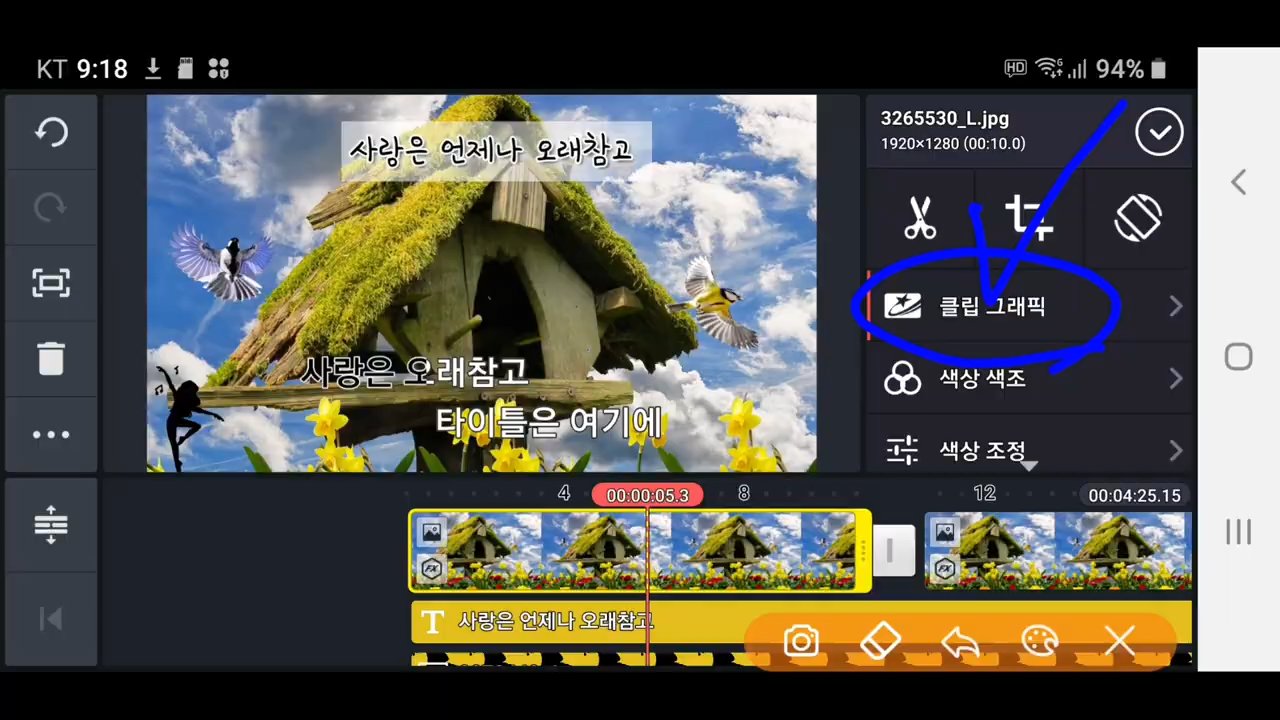 KT 9:18
HD 94%
3265530_L.jpg
1920×1280 (00:10.0)
사랑은 언제나 오래참고
클립 그래픽
사랑은 오래참고
색상 색조
타이틀은 여기에
색상 조정
4 00:00:05.3 8 12 00:04:25.15
FX FX
T 사랑은 언제나 오래참고